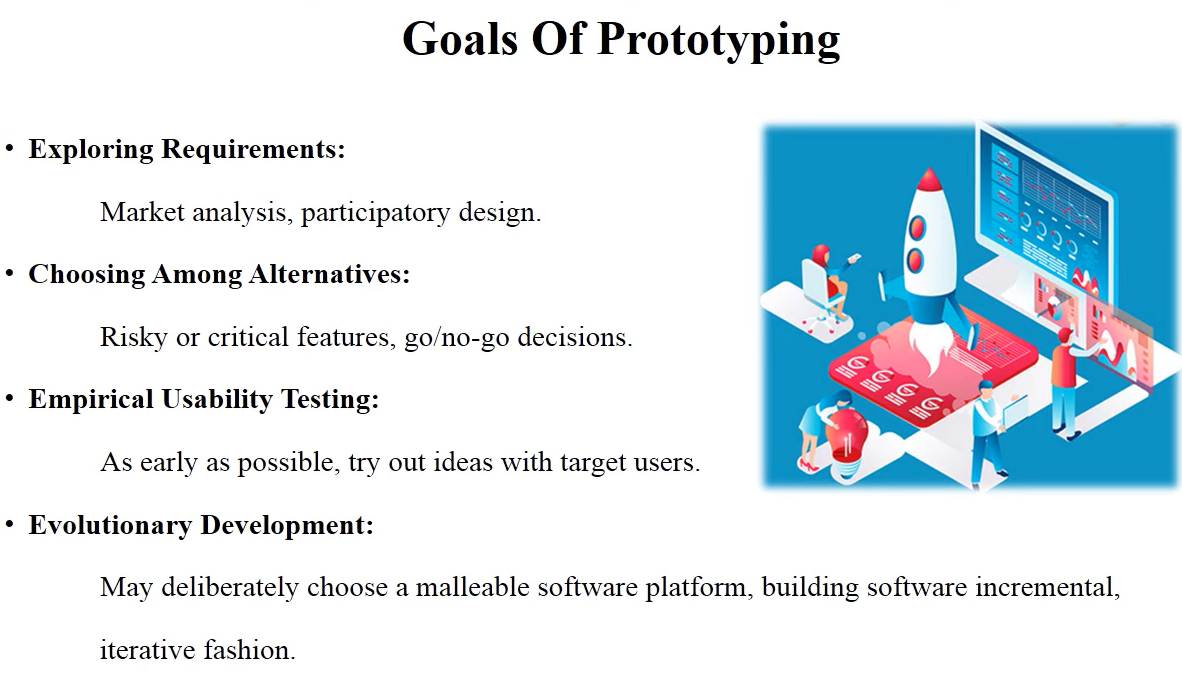 Goals Of Prototyping
• Exploring Requirements:
Market analysis, participatory design.
• Choosing Among Alternatives:
Risky or critical features, go/no-go decisions.
• Empirical Usability Testing:
As early as possible, try out ideas with target users.
• Evolutionary Development:
May deliberately choose a malleable software platform, building software incremental,
iterative fashion.